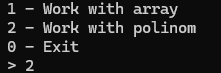 1 - Work with array
2 - Work with polinom
0 - Exit
> 2